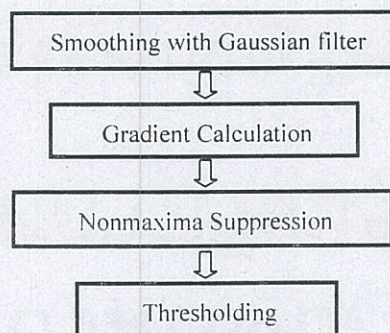 Smoothing with Gaussian filter
Gradient Calculation
Nonmaxima Suppression
Thresholding